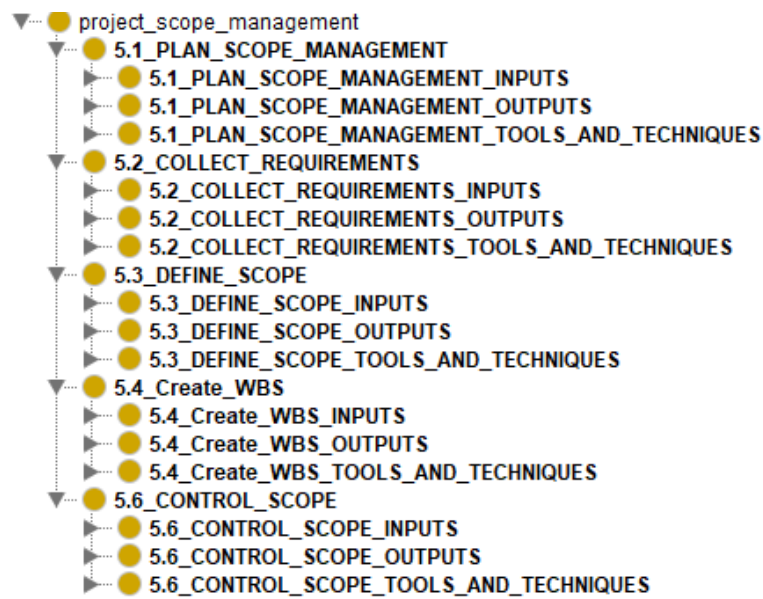 project_scope_management
5.1_PLAN_SCOPE_MANAGEMENT
5.1_PLAN_SCOPE_MANAGEMENT_INPUTS
5.1_PLAN_SCOPE_MANAGEMENT_OUTPUTS
5.1_PLAN_SCOPE_MANAGEMENT_TOOLS_AND_TECHNIQUES
5.2_COLLECT_REQUIREMENTS
5.2_COLLECT_REQUIREMENTS_INPUTS
5.2_COLLECT_REQUIREMENTS_OUTPUTS
5.2_COLLECT_REQUIREMENTS_TOOLS_AND_TECHNIQUES
5.3_DEFINE_SCOPE
5.3_DEFINE_SCOPE_INPUTS
5.3_DEFINE_SCOPE_OUTPUTS
5.3_DEFINE_SCOPE_TOOLS_AND_TECHNIQUES
5.4_Create_WBS
5.4_Create_WBS_INPUTS
5.4_Create_WBS_OUTPUTS
5.4_Create_WBS_TOOLS_AND_TECHNIQUES
5.6_CONTROL_SCOPE
5.6_CONTROL_SCOPE_INPUTS
5.6_CONTROL_SCOPE_OUTPUTS
5.6_CONTROL_SCOPE_TOOLS_AND_TECHNIQUES